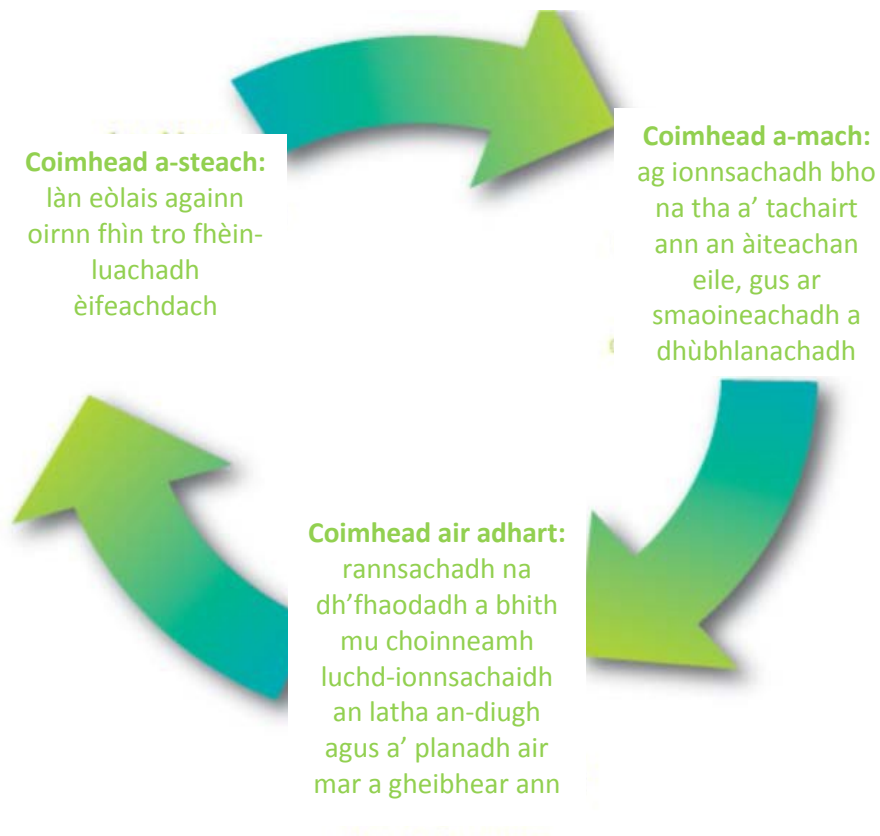 Coimhead a-steach:
làn eòlais againn
oirnn fhìn tro fhèin-
luachadh
èifeachdach
Coimhead a-mach:
ag ionnsachadh bho
na tha a’ tachairt
ann an àiteachan
eile, gus ar
smaoineachadh a
dhùbhlanachadh
Coimhead air adhart:
rannsachadh na
dh’fhaodadh a bhith
mu choinneamh
luchd-ionnsachaidh
an latha an-diugh
agus a’ planadh air
mar a gheibhear ann